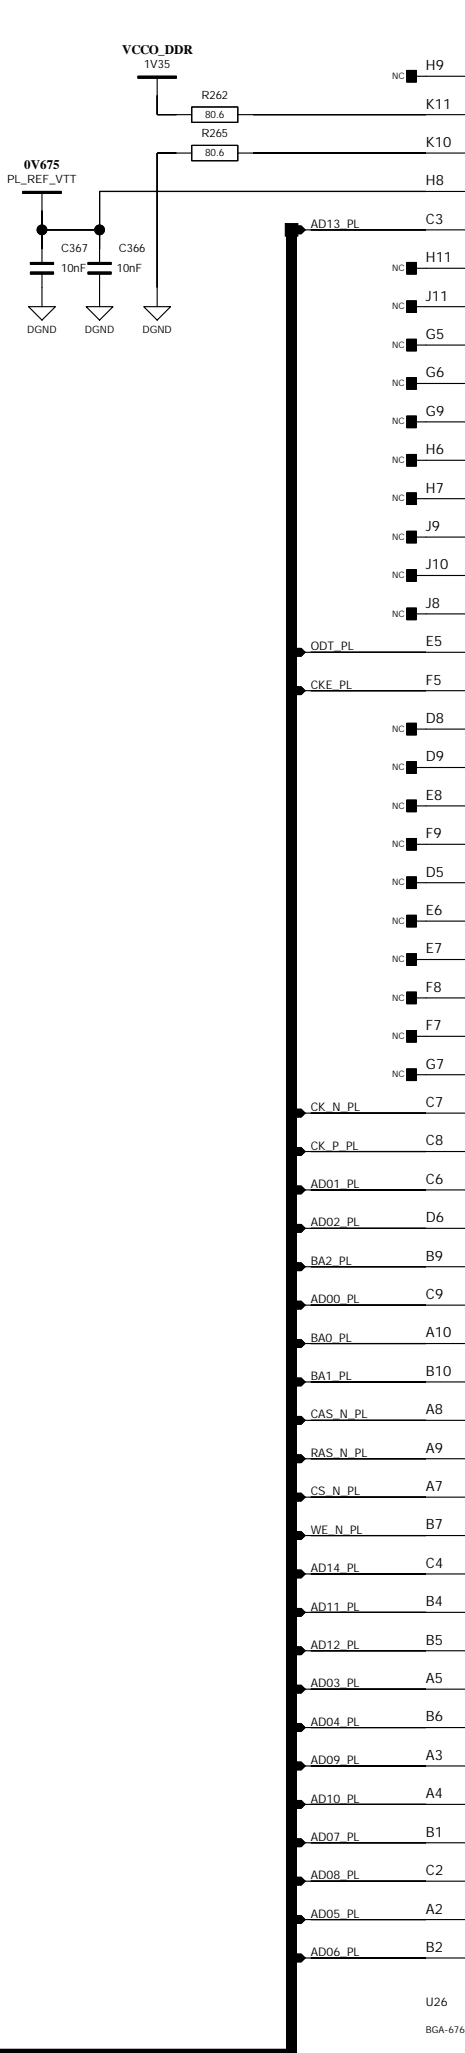 VCCO_DDR
1V35
NC H9
R262
80.6
K11
R265
80.6
K10
0V675
PL_REF_VTT
H8
AD13_PL C3
C367
10nF
C366
10nF
NC H11
DGND
DGND
DGND
NC J11
NC G5
NC G6
NC G9
NC H6
NC H7
NC J9
NC J10
NC J8
ODT_PL E5
CKE_PL F5
NC D8
NC D9
NC E8
NC F9
NC D5
NC E6
NC E7
NC F8
NC F7
NC G7
CK_N_PL C7
CK_P_PL C8
AD01_PL C6
AD02_PL D6
BA2_PL B9
AD00_PL C9
BA0_PL A10
BA1_PL B10
CAS_N_PL A8
RAS_N_PL A9
CS_N_PL A7
WE_N_PL B7
AD14_PL C4
AD11_PL B4
AD12_PL B5
AD03_PL A5
AD04_PL B6
AD09_PL A3
AD10_PL A4
AD07_PL B1
AD08_PL C2
AD05_PL A2
AD06_PL B2
U26
BGA-676